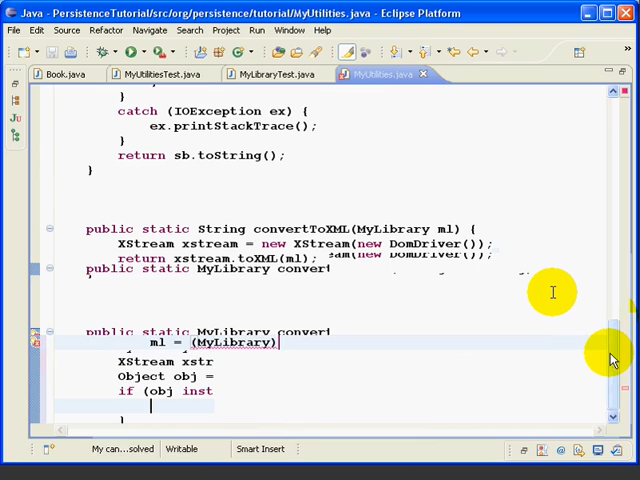 Java - PersistenceTutorial/src/org/persistence/tutorial/MyUtilities.java - Eclipse Platform
File Edit Source Refactor Navigate Search Project Run Window Help
Book.java MyUtilitiesTest.java MyLibraryTest.java MyUtilities.java
}
catch (IOException ex) {
ex.printStackTrace();
}
return sb.toString();
}
public static String convertToXML(MyLibrary ml) {
XStream xstream = new XStream(new DomDriver());
return xstream.toXML(ml);
public static MyLibrary convert
public static MyLibrary convert
ml = (MyLibrary)
XStream xstr
Object obj =
if (obj inst
}
My can...solved Writable Smart Insert